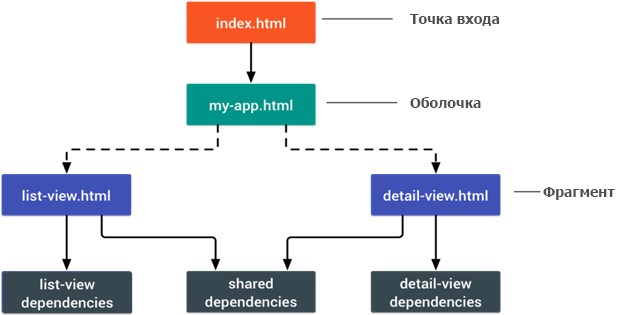 index.html
Точка входа
my-app.html
Оболочка
list-view.html
detail-view.html
Фрагмент
list-view
dependencies
shared
dependencies
detail-view
dependencies